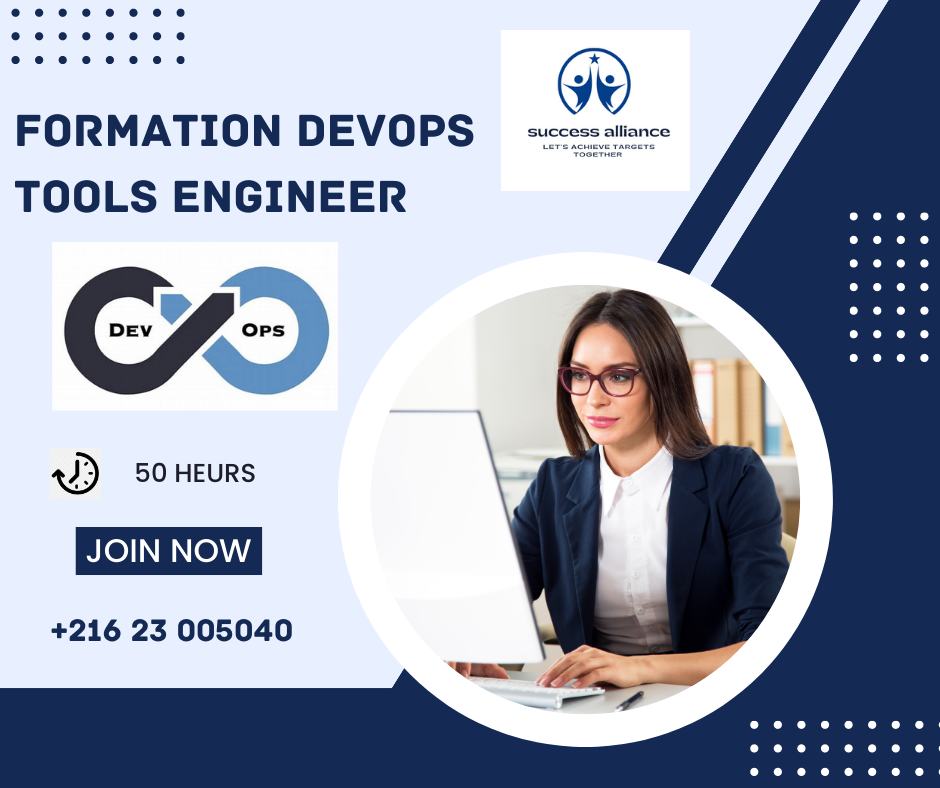 FORMATION DEVOPS
TOOLS ENGINEER
success alliance
LET'S ACHIEVE TARGETS
TOGETHER
DEV OPS
50 HEURS
JOIN NOW
+216 23 005040